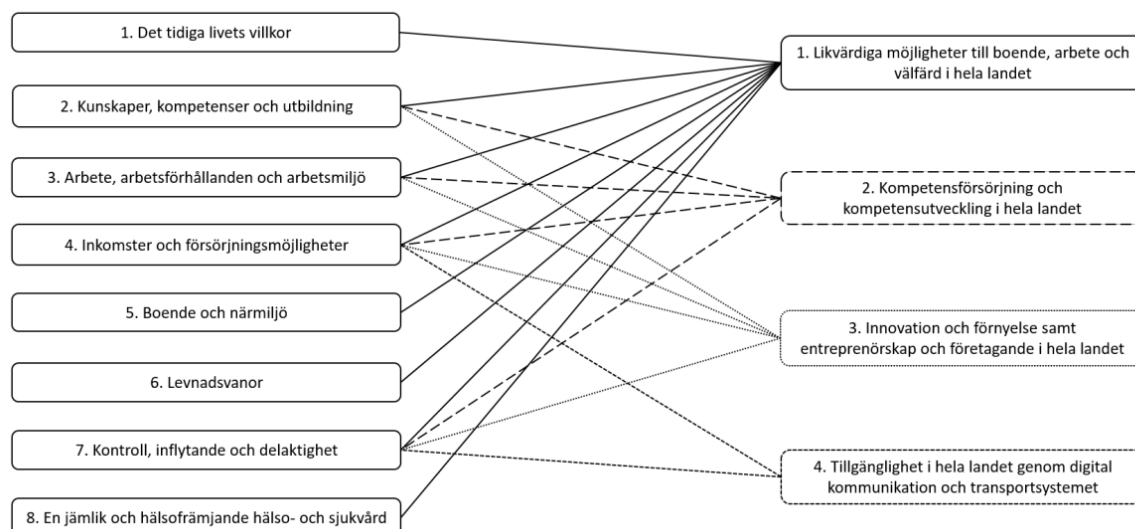 1. Det tidiga livets villkor
2. Kunskaper, kompetenser och utbildning
3. Arbete, arbetsförhållanden och arbetsmiljö
4. Inkomster och försörjningsmöjligheter
5. Boende och närmiljö
6. Levnadsvanor
7. Kontroll, inflytande och delaktighet
8. En jämlik och hälsofrämjande hälso- och sjukvård
1. Likvärdiga möjligheter till boende, arbete och
välfärd i hela landet
2. Kompetensförsörjning och
kompetensutveckling i hela landet
3. Innovation och förnyelse samt
entreprenörskap och företagande i hela landet
4. Tillgänglighet i hela landet genom digital
kommunikation och transportsystemet